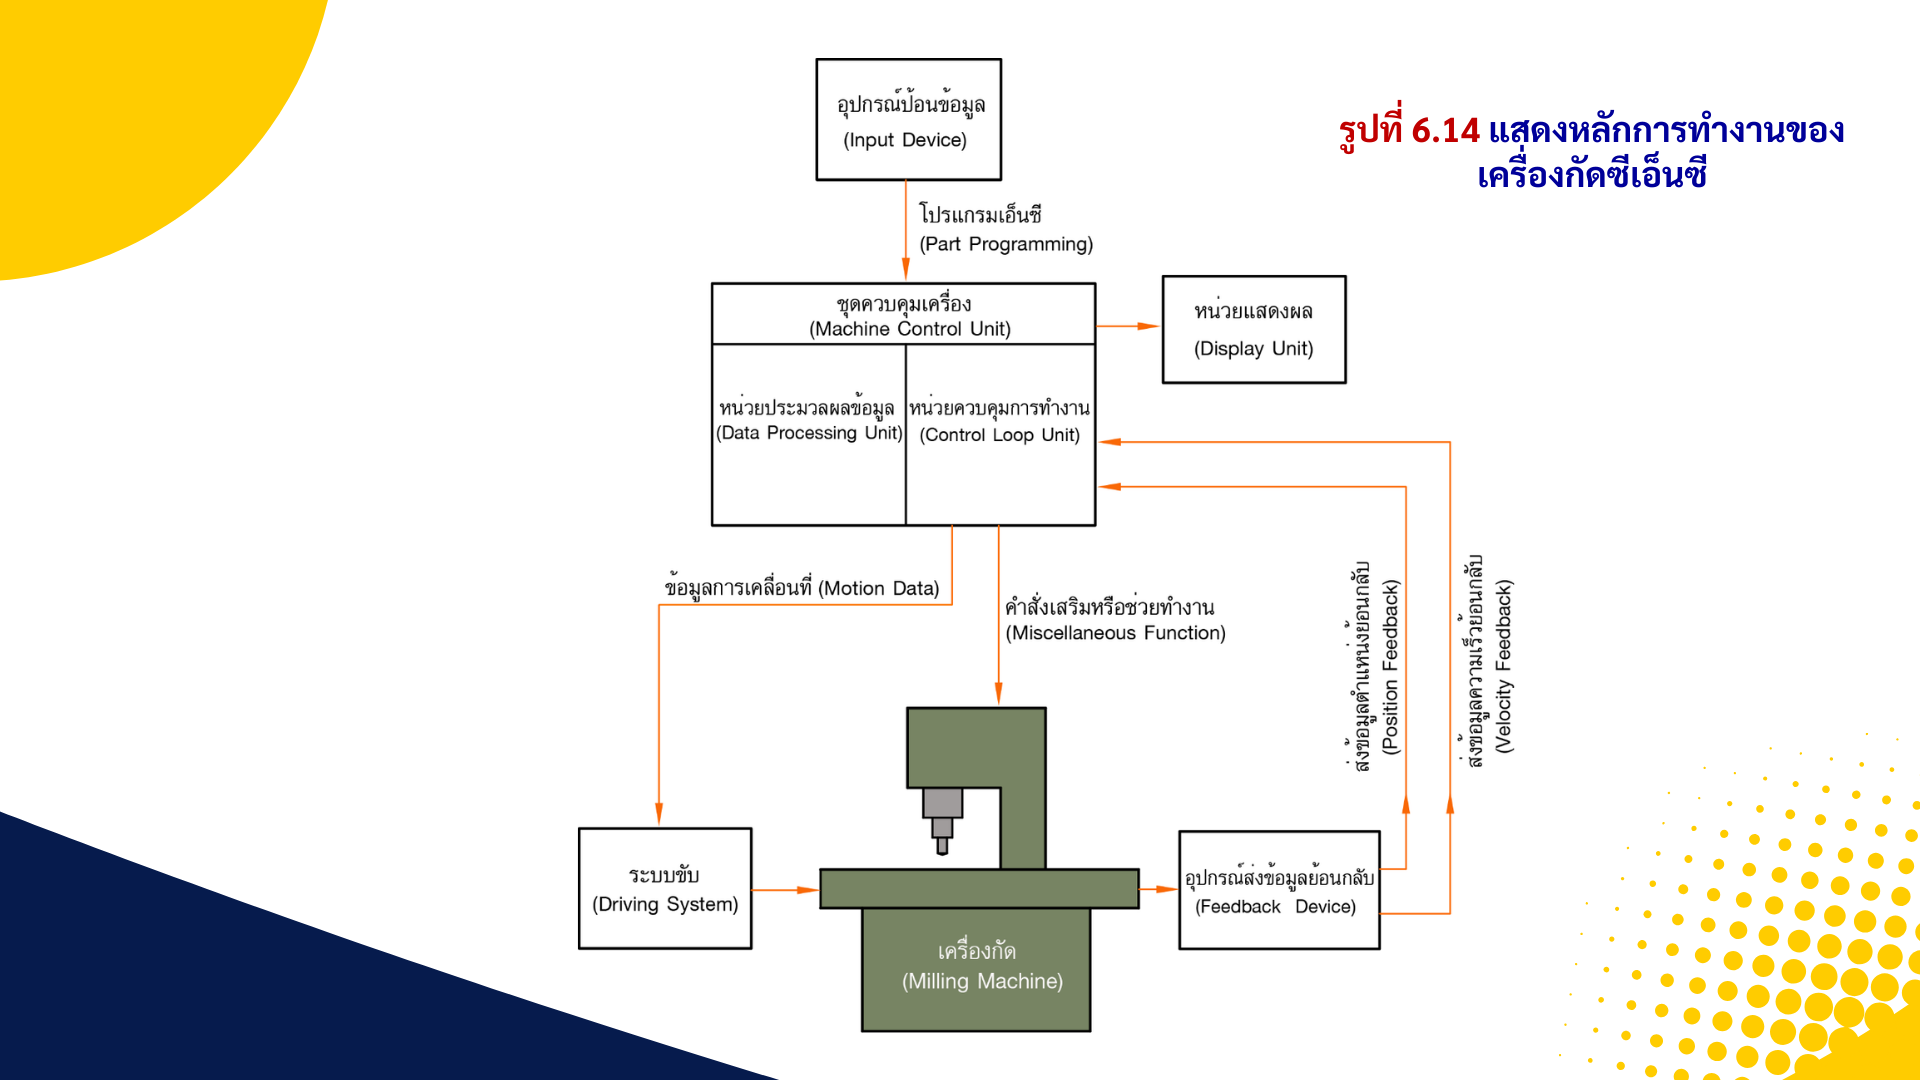 รูปที่ 6.14 แสดงหลักการทำงานของ
เครื่องกัดซีเอ็นซี
อุปกรณ์ป้อนข้อมูล
(Input Device)
โปรแกรมเอ็นซี
(Part Programming)
ชุดควบคุมเครื่อง
(Machine Control Unit)
หน่วยแสดงผล
(Display Unit)
หน่วยประมวลผลข้อมูล
(Data Processing Unit)
หน่วยควบคุมการทำงาน
(Control Loop Unit)
ข้อมูลการเคลื่อนที่ (Motion Data)
คำสั่งเสริมหรือช่วยทำงาน
(Miscellaneous Function)
ส่งข้อมูลตำแหน่งย้อนกลับ
(Position Feedback)
ส่งข้อมูลความเร็วย้อนกลับ
(Velocity Feedback)
ระบบขับ
(Driving System)
เครื่องกัด
(Milling Machine)
อุปกรณ์ส่งข้อมูลย้อนกลับ
(Feedback Device)